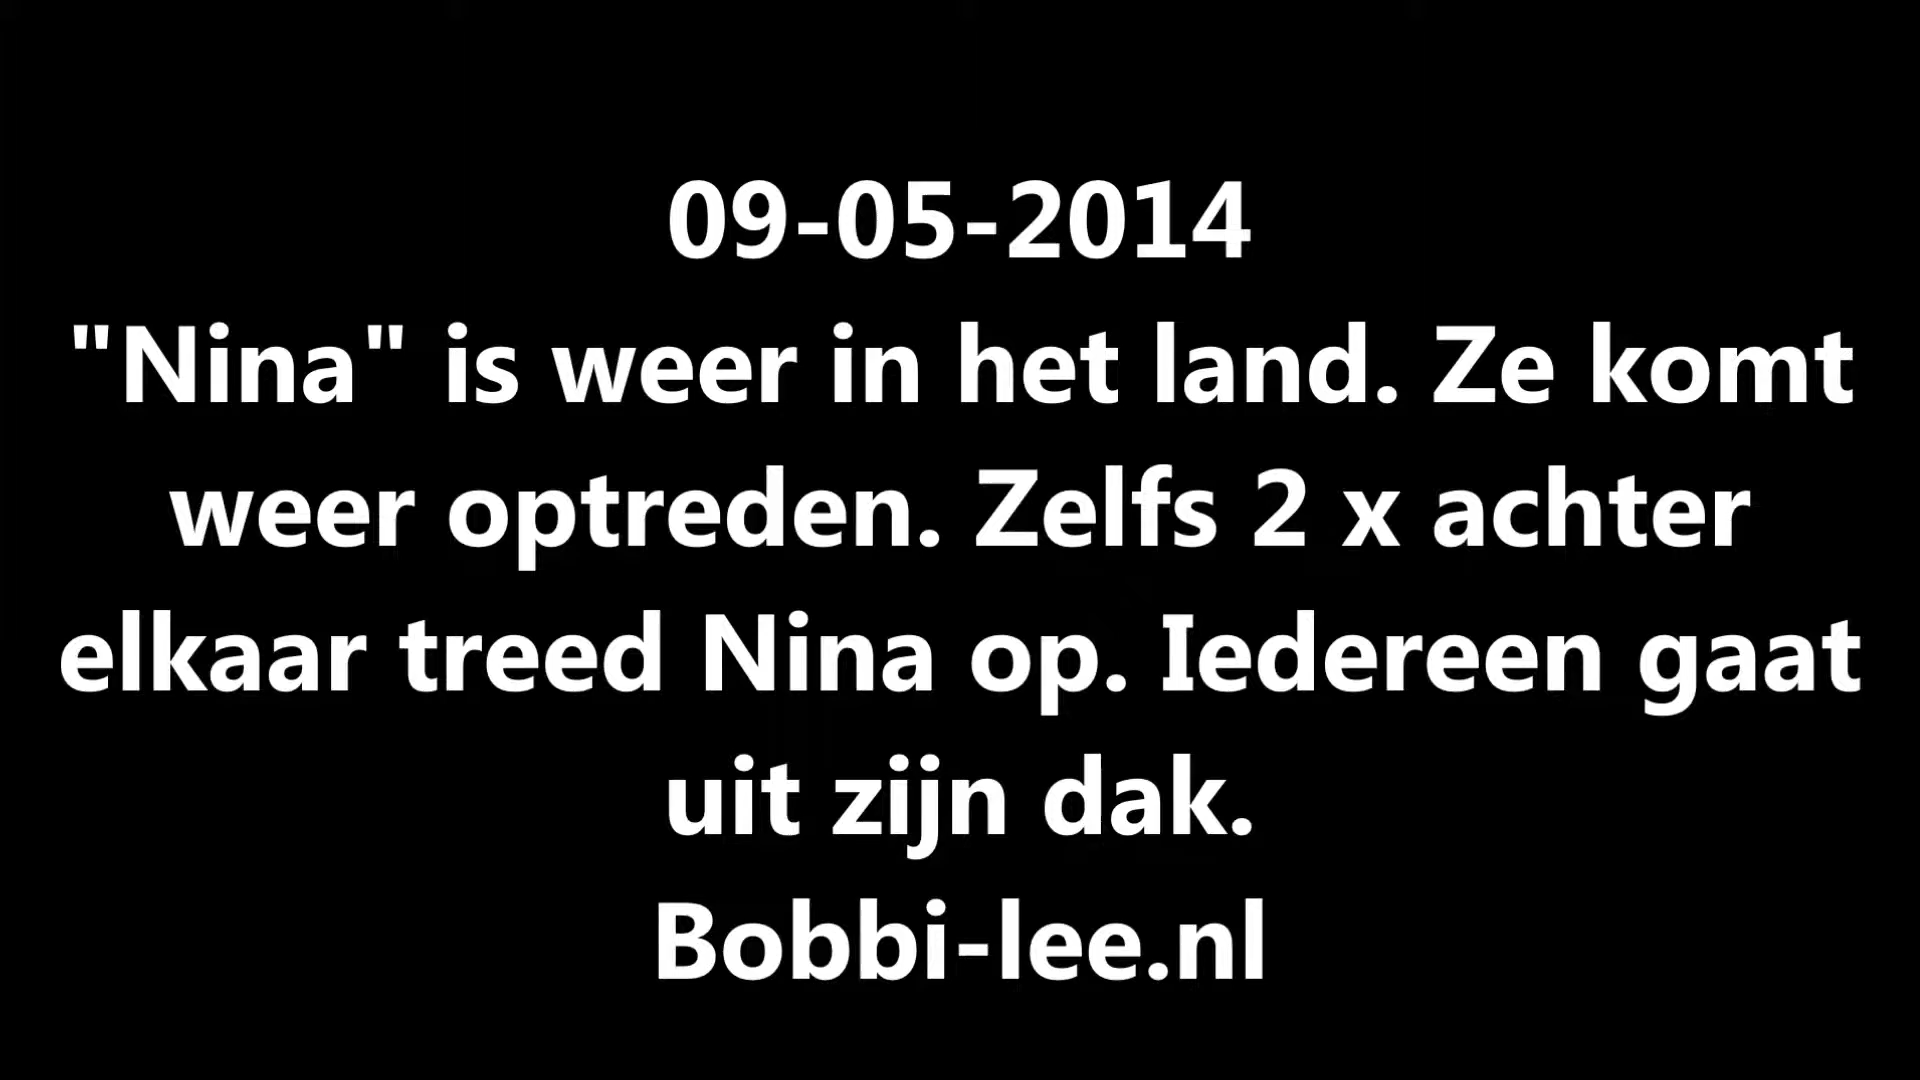 09-05-2014
"Nina" is weer in het land. Ze komt
weer optreden. Zelfs 2 x achter
elkaar treed Nina op. Iedereen gaat
uit zijn dak.
Bobbi-lee.nl